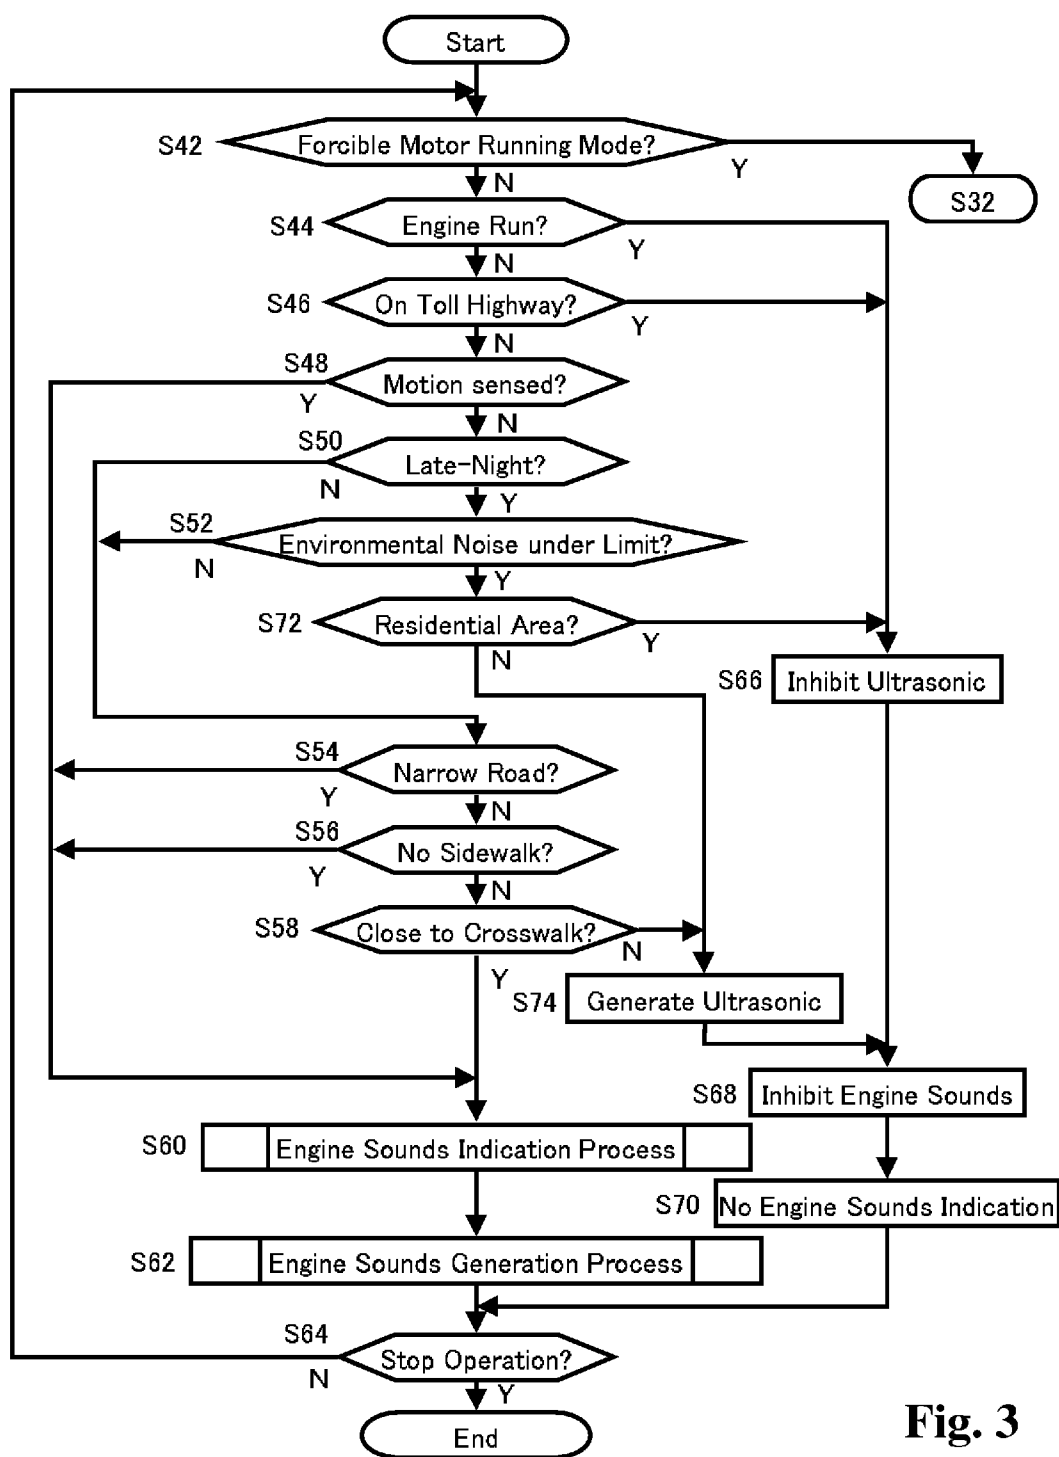 Start
S42
Forcible Motor Running Mode?
Y
N
S32
S44
Engine Run?
Y
N
S46
On Toll Highway?
Y
N
S48
Motion sensed?
Y
N
S50
Late-Night?
N
Y
S52
Environmental Noise under Limit?
N
Y
S72
Residential Area?
Y
N
S66
Inhibit Ultrasonic
S54
Narrow Road?
Y
N
S56
No Sidewalk?
Y
N
S58
Close to Crosswalk?
N
Y
S74
Generate Ultrasonic
S68
Inhibit Engine Sounds
S60
Engine Sounds Indication Process
S70
No Engine Sounds Indication
S62
Engine Sounds Generation Process
S64
Stop Operation?
N
Y
End
Fig. 3